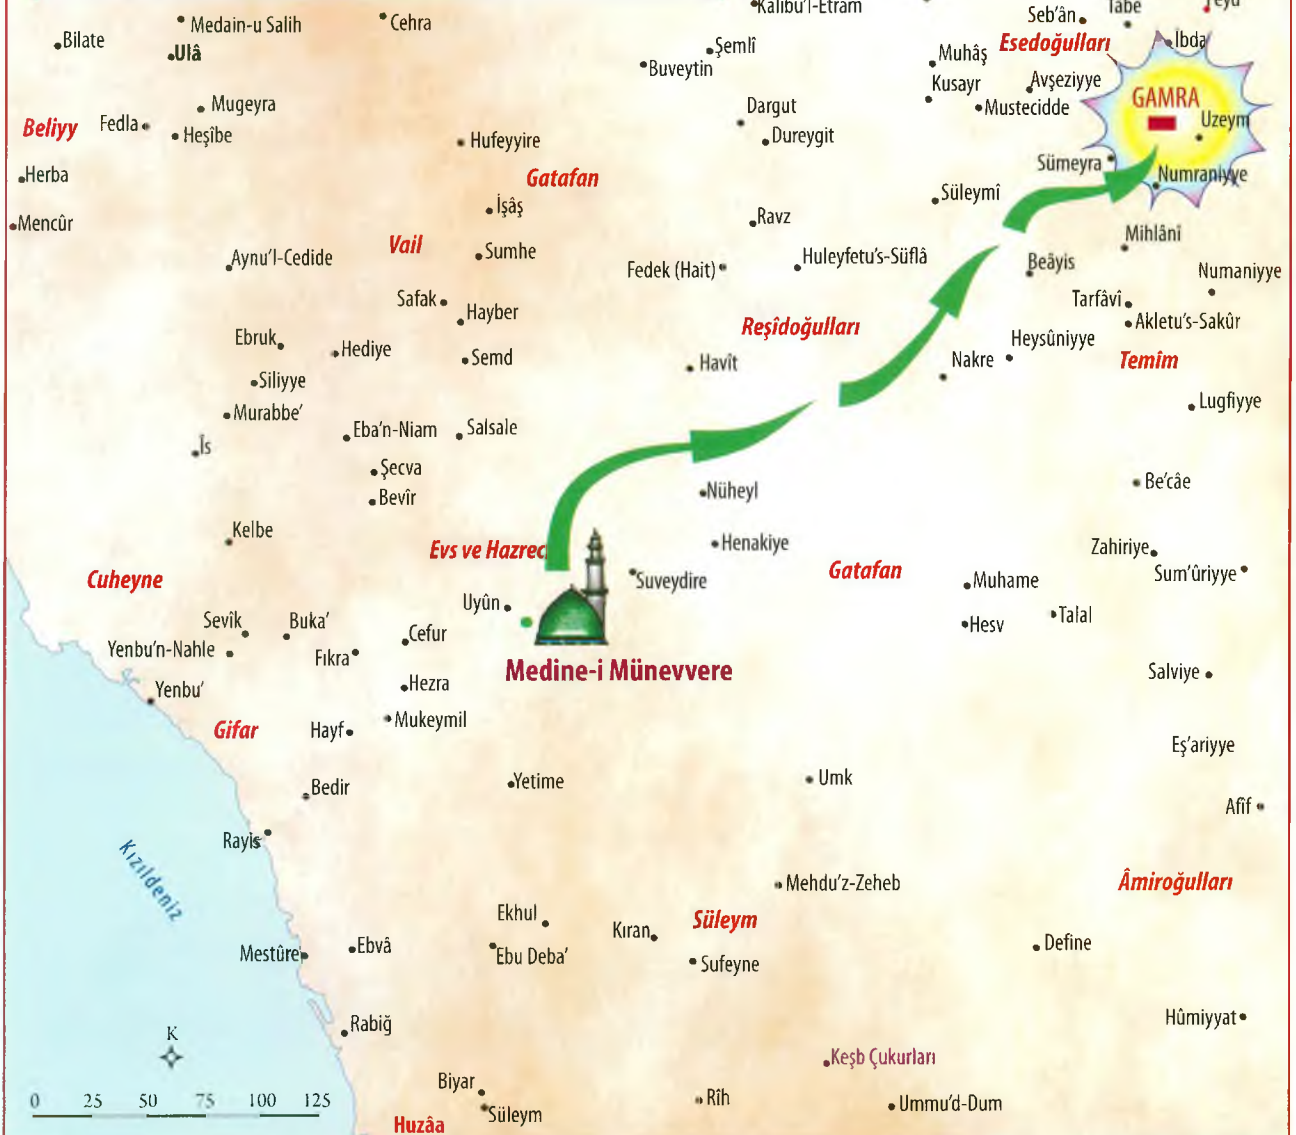 Kalibu'l-Etram
Seb'ân
Tâbe
Medain-u Salih
Cehra
Bilate
Ulâ
Şemlî
Buveytin
Muhâş
Esedoğulları
İbda
Kusayr
Avşeziyye
Mustecidde
GAMRA
Uzeym
Mugeyra
Dargut
Beliyy
Fedla
Heşîbe
Hufeyyire
Dureygit
Sümeyra
Numraniyye
Herba
Gatafan
Süleymî
Mencûr
İşâş
Ravz
Mihlânî
Vail
Sumhe
Aynu'l-Cedide
Fedek (Hait)
Huleyfetu's-Süflâ
Beâyis
Numaniyye
Safak
Hayber
Tarfâvî
Akletu's-Sakûr
Reşîdoğulları
Ebruk
Hediye
Semd
Havît
Nakre
Heysûniyye
Temîm
Siliyye
Murabbe'
Lugfiyye
Îs
Eba'n-Niam
Salsale
Şecva
Bevîr
Nüheyl
Be'câe
Kelbe
Evs ve Hazrec
Henakiye
Zahiriye
Cuheyne
Suveydire
Gatafan
Muhame
Sum'ûriyye
Uyûn
Sevîk
Buka'
Cefur
Hesv
Talal
Yenbu'n-Nahle
Fıkra
Medine-i Münevvere
Salviye
Yenbu'
Hezra
Gifar
Hayf
Mukeymil
Eş'ariyye
Bedir
Yetime
Umk
Afîf
Rayis
Kızıldeniz
Mehdu'z-Zeheb
Âmiroğulları
Ekhul
Kıran
Süleym
Mestûre
Ebvâ
Ebu Deba'
Sufeyne
Define
Rabiğ
Hûmiyyat
K
Keşb Çukurları
Biyar
Süleym
Rîh
Ummu'd-Dum
0 25 50 75 100 125
Huzâa